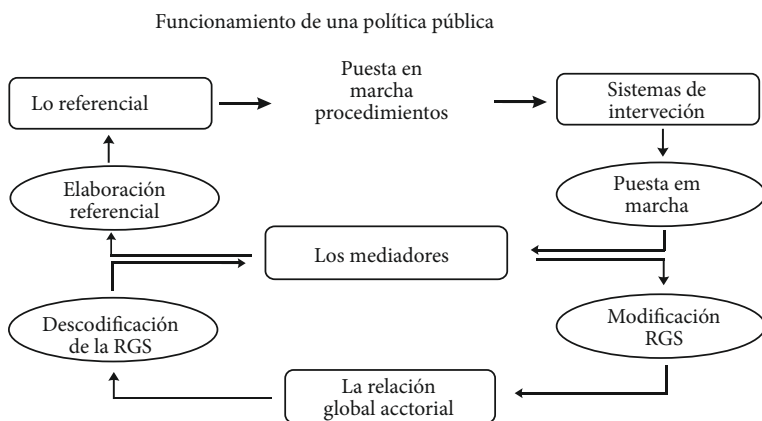 Funcionamiento de una política pública
Lo referencial
Puesta en
marcha
procedimientos
Sistemas de
inteveción
Elaboración
referencial
Puesta em
marcha
Los mediadores
Descodificación
de la RGS
Modificación
RGS
La relación
global acctorial